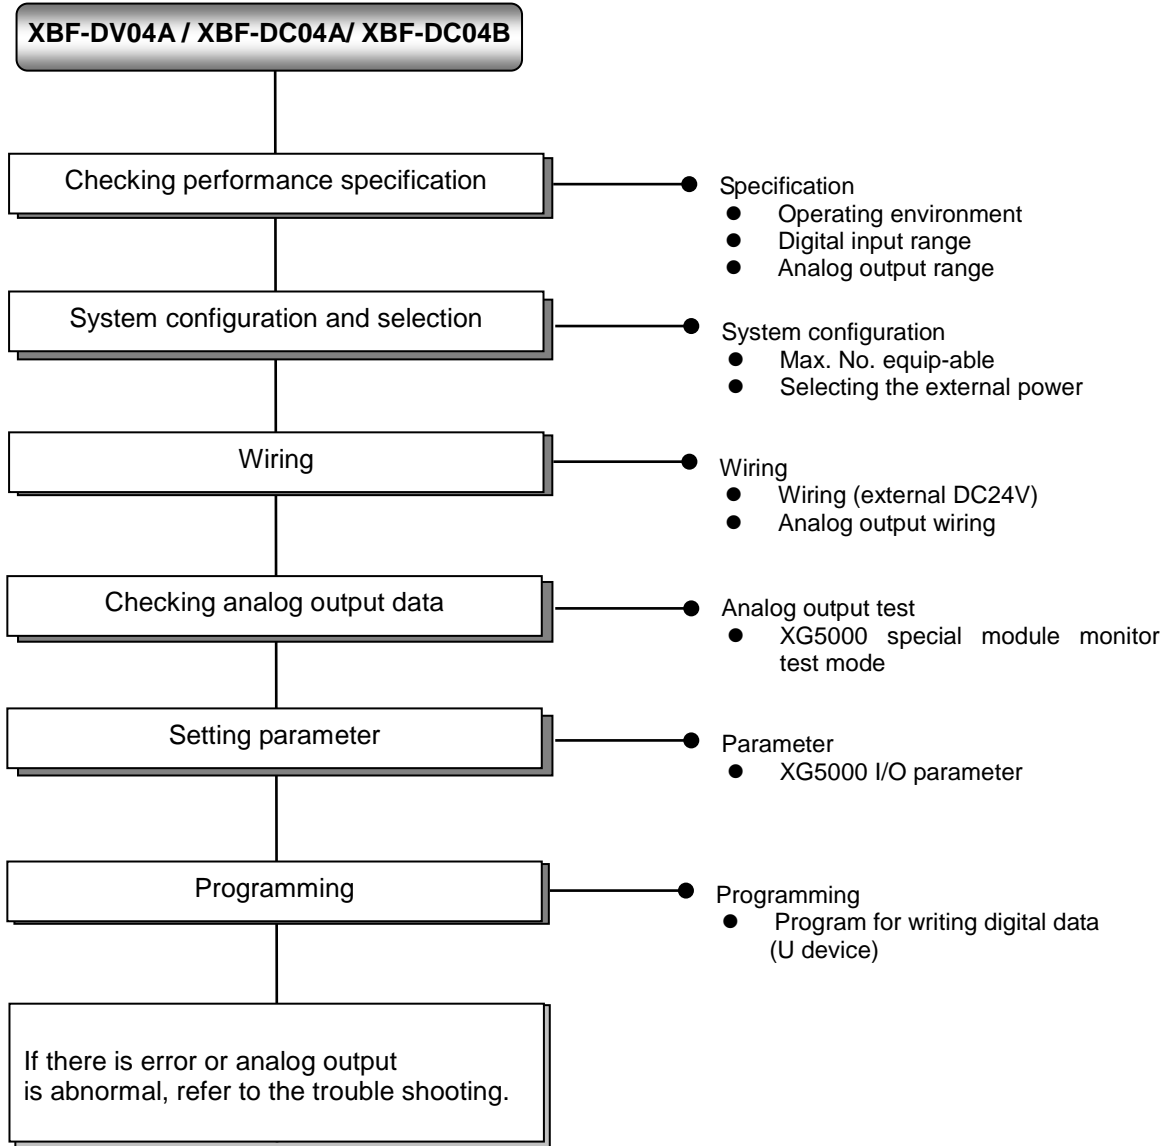 XBF-DV04A / XBF-DC04A/ XBF-DC04B
Checking performance specification
Specification
● Operating environment
● Digital input range
● Analog output range
System configuration and selection
System configuration
● Max. No. equip-able
● Selecting the external power
Wiring
Wiring
● Wiring (external DC24V)
● Analog output wiring
Checking analog output data
Analog output test
● XG5000 special module monitor
test mode
Setting parameter
Parameter
● XG5000 I/O parameter
Programming
Programming
● Program for writing digital data
(U device)
If there is error or analog output
is abnormal, refer to the trouble shooting.